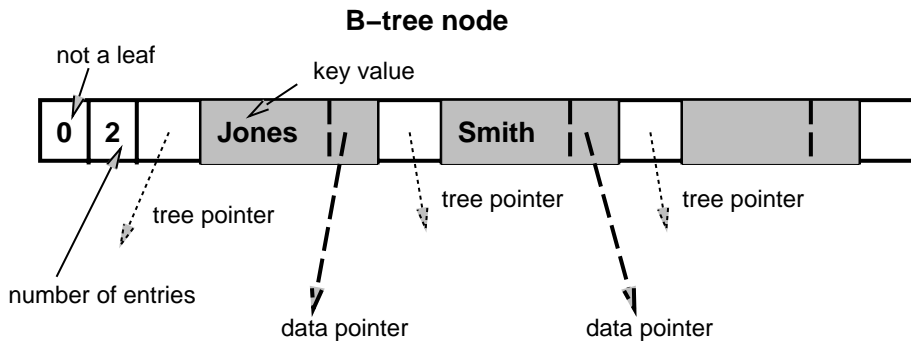 B–tree node
not a leaf
key value
0 2 Jones Smith
tree pointer
tree pointer
tree pointer
number of entries
data pointer
data pointer